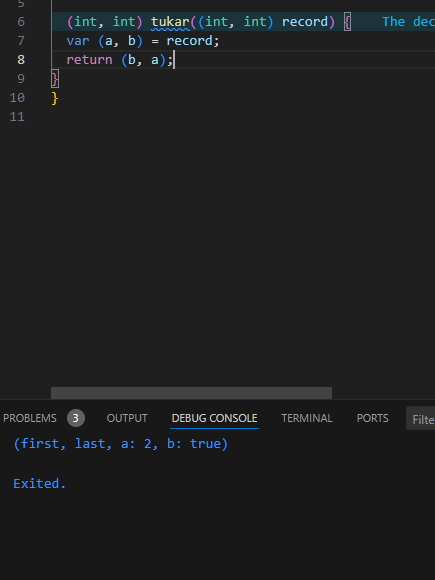 5
6 (int, int) tukar((int, int) record) { The dec
7 var (a, b) = record;
8 return (b, a);
9 }
10 }
11
PROBLEMS 3 OUTPUT DEBUG CONSOLE TERMINAL PORTS Filte
(first, last, a: 2, b: true)
Exited.